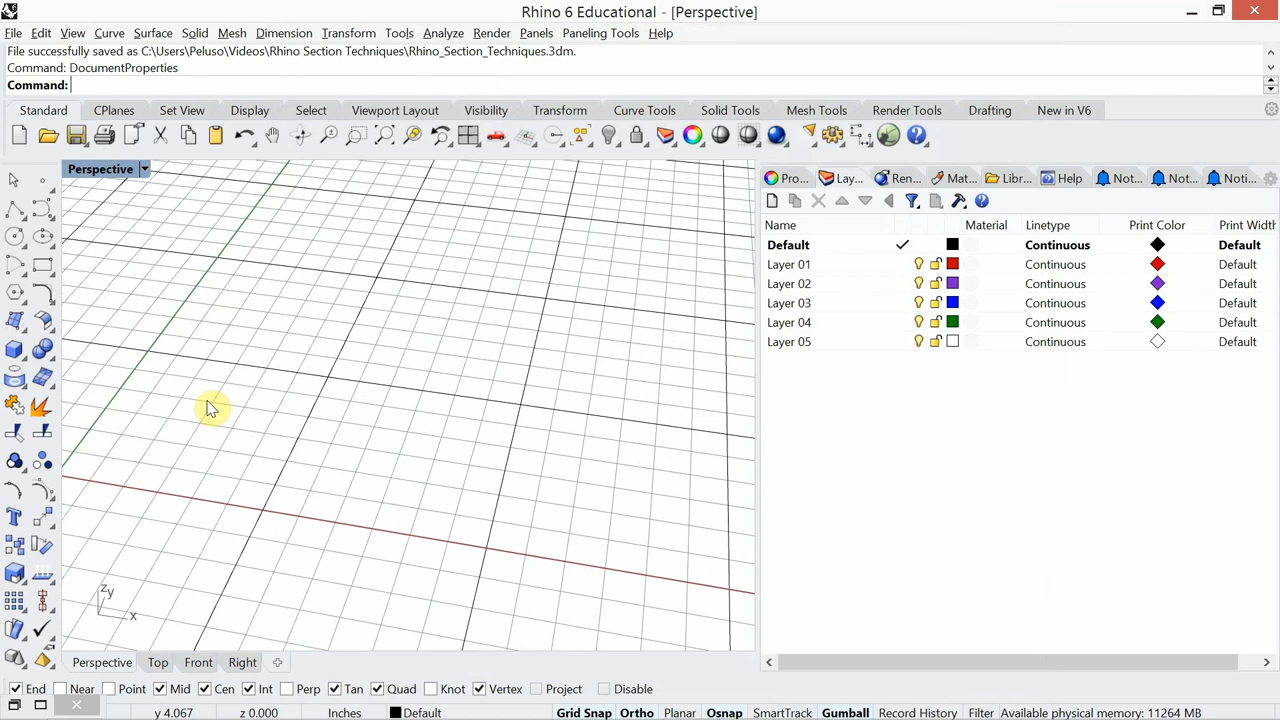 Rhino 6 Educational - [Perspective]
File Edit View Curve Surface Solid Mesh Dimension Transform Tools Analyze Render Panels Paneling Tools Help
File successfully saved as C:\Users\Peluso\Videos\Rhino Section Techniques\Rhino_Section_Techniques.3dm.
Command: DocumentProperties
Command:
Standard CPlanes Set View Display Select Viewport Layout Visibility Transform Curve Tools Solid Tools Mesh Tools Render Tools Drafting New in V6
Perspective
Pro... Lay... Ren... Mat... Libr... Help Not... Not... Noti...
Name Material Linetype Print Color Print Width
Default Continuous Default
Layer 01 Continuous Default
Layer 02 Continuous Default
Layer 03 Continuous Default
Layer 04 Continuous Default
Layer 05 Continuous Default
z y
x
Perspective Top Front Right
End Near Point Mid Cen Int Perp Tan Quad Knot Vertex Project Disable
y 4.067 z 0.000 Inches Default Grid Snap Ortho Planar Osnap SmartTrack Gumball Record History Filter Available physical memory: 11264 MB